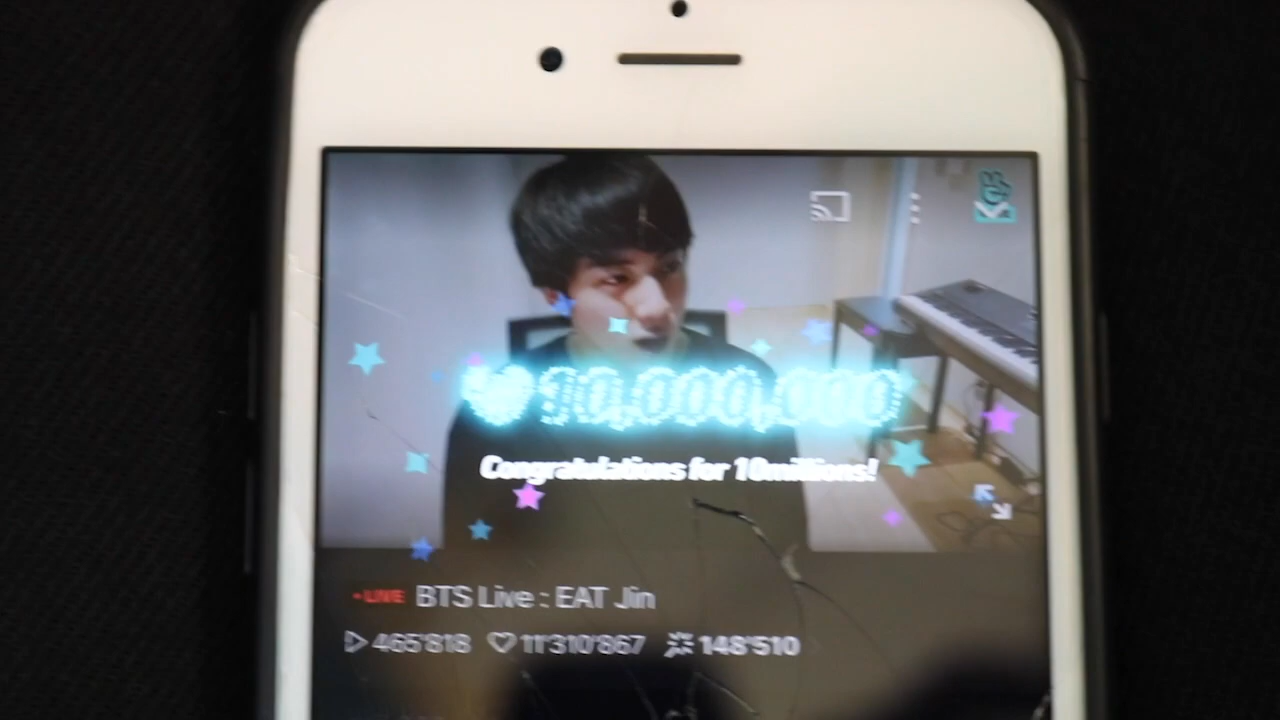 10,000,000
Congratulations for 10millions!
LIVE BTS Live : EAT Jin
465'818 11'310'867 148'510